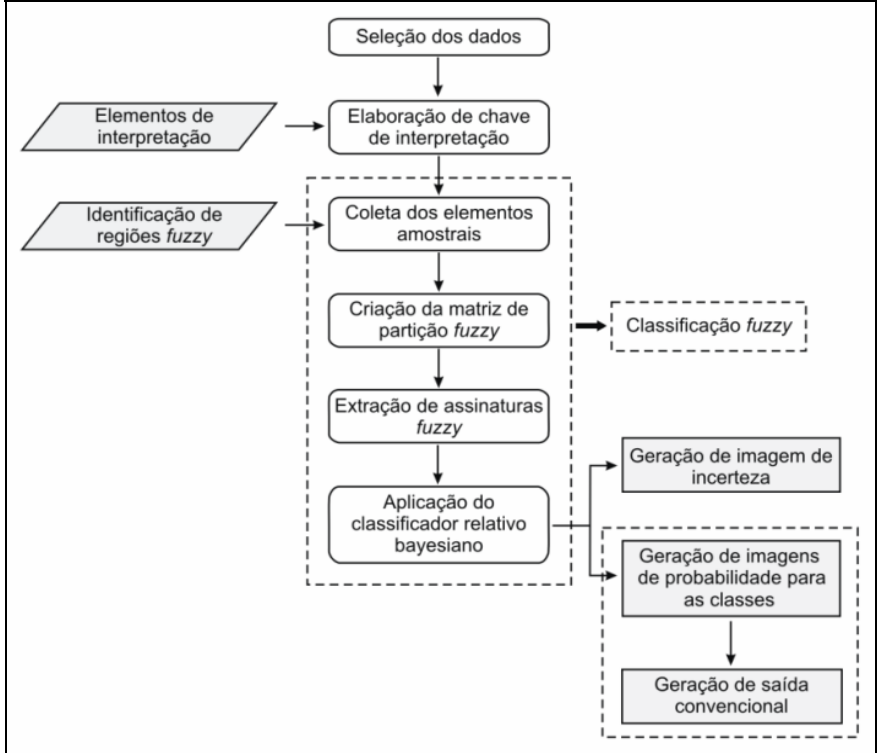 Seleção dos dados
Elementos de
interpretação
Elaboração de chave
de interpretação
Identificação de
regiões fuzzy
Coleta dos elementos
amostrais
Criação da matriz de
partição fuzzy
Classificação fuzzy
Extração de assinaturas
fuzzy
Geração de imagem de
incerteza
Aplicação do
classificador relativo
bayesiano
Geração de imagens
de probabilidade para
as classes
Geração de saída
convencional